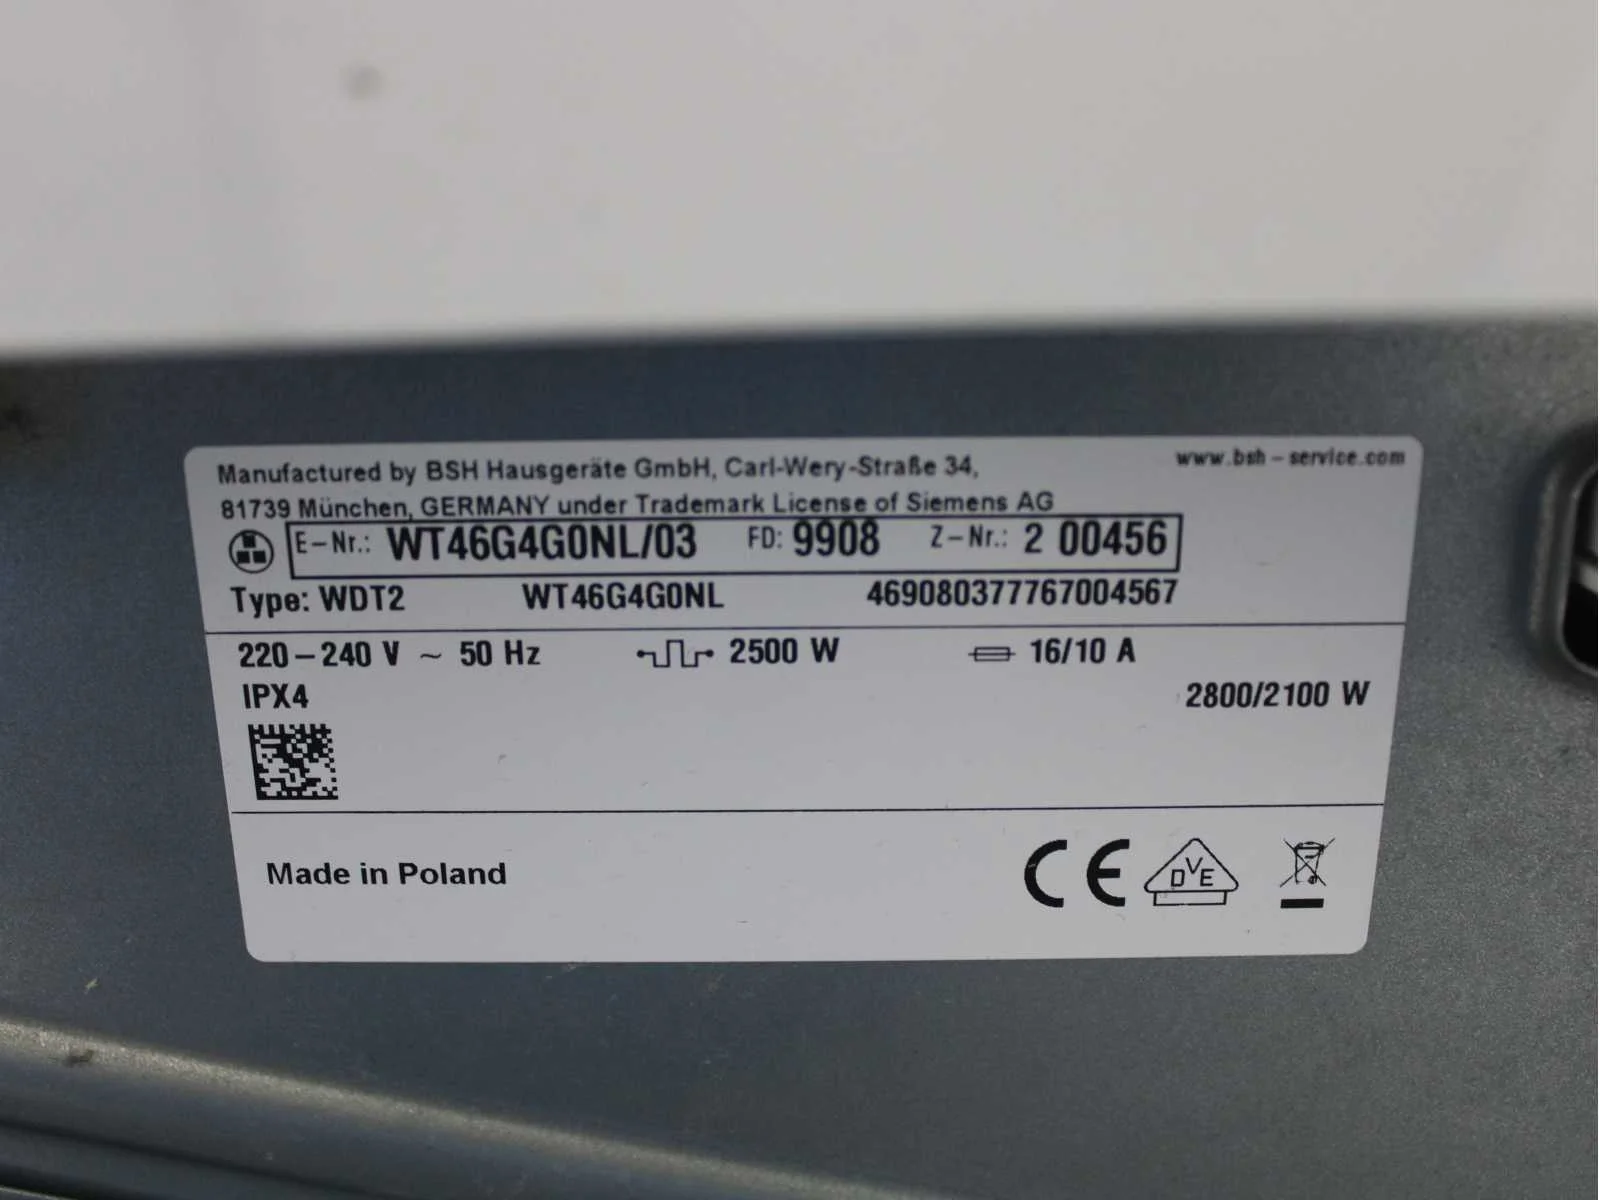 Manufactured by BSH Hausgeräte GmbH, Carl-Wery-Straße 34,
www.bsh-service.com
81739 München, GERMANY under Trademark License of Siemens AG
E-Nr.: WT46G4G0NL/03 FD: 9908 Z-Nr.: 2 00456
Type: WDT2 WT46G4G0NL 469080377767004567
220-240 V ~ 50 Hz 2500 W 16/10 A
IPX4 2800/2100 W
Made in Poland
CE DVE